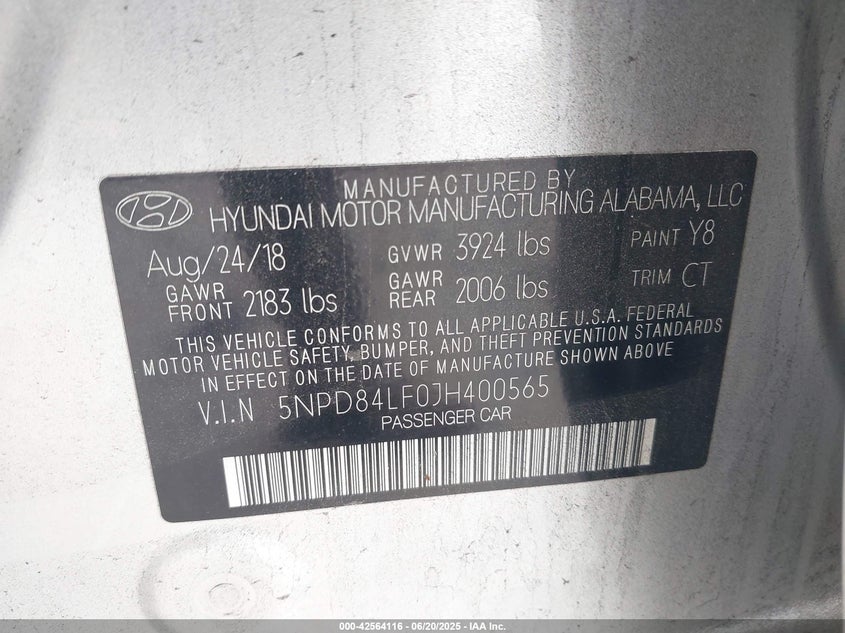 MANUFACTURED BY
HYUNDAI MOTOR MANUFACTURING ALABAMA, LLC
Aug/24/18 GVWR 3924 lbs PAINT Y8
GAWR FRONT 2183 lbs GAWR REAR 2006 lbs TRIM CT
THIS VEHICLE CONFORMS TO ALL APPLICABLE U.S.A. FEDERAL
MOTOR VEHICLE SAFETY, BUMPER, AND THEFT PREVENTION STANDARDS
IN EFFECT ON THE DATE OF MANUFACTURE SHOWN ABOVE
V.I.N 5NPD84LF0JH400565
PASSENGER CAR
000-42564116 - 06/20/2025 - IAA Inc.